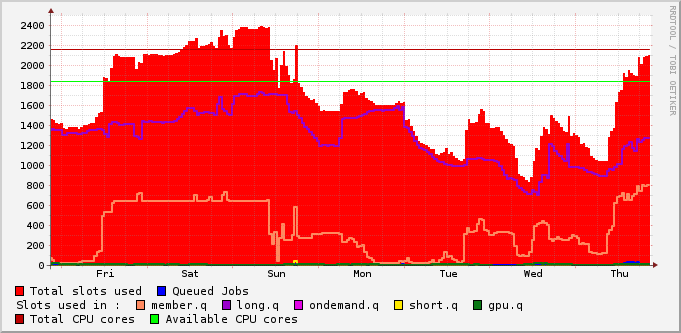 2400
2200
2000
1800
1600
1400
1200
1000
800
600
400
200
0
Fri Sat Sun Mon Tue Wed Thu
Total slots used Queued Jobs
Slots used in : member.q long.q ondemand.q short.q gpu.q
Total CPU cores Available CPU cores
RRDTOOL / TOBI OETIKER